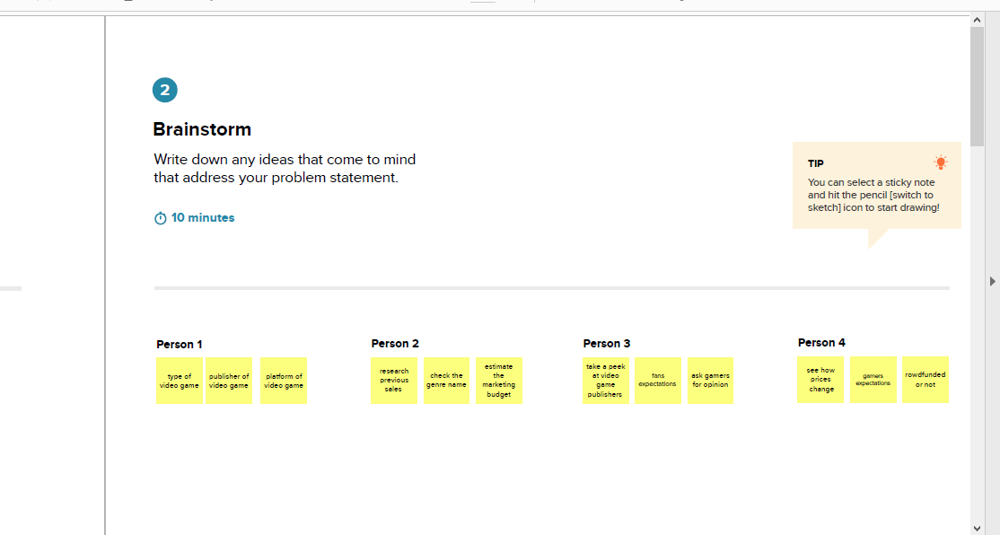 2
Brainstorm
Write down any ideas that come to mind
that address your problem statement.
10 minutes
TIP
You can select a sticky note
and hit the pencil [switch to
sketch] icon to start drawing!
Person 1
type of
video game
publisher of
video game
platform of
video game
Person 2
research
previous
sales
check the
genre name
estimate
the
marketing
budget
Person 3
take a peek
at video
game
publishers
fans
expectations
ask gamers
for opinion
Person 4
see how
prices
change
gamers
expectations
rowdfunded
or not